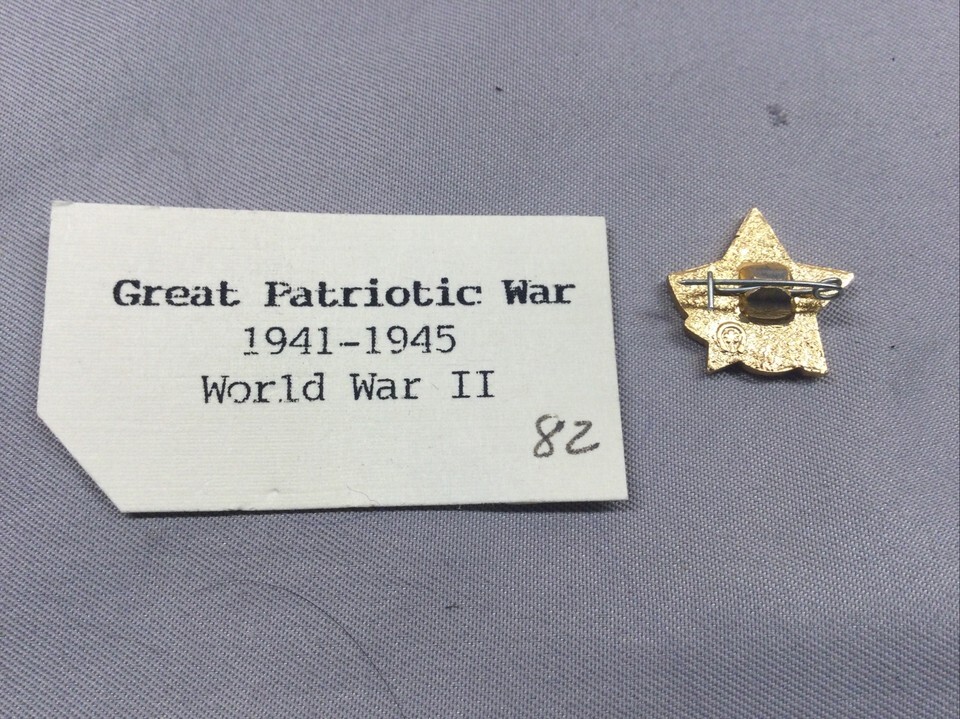 Great Patriotic War
1941-1945
World War II
82